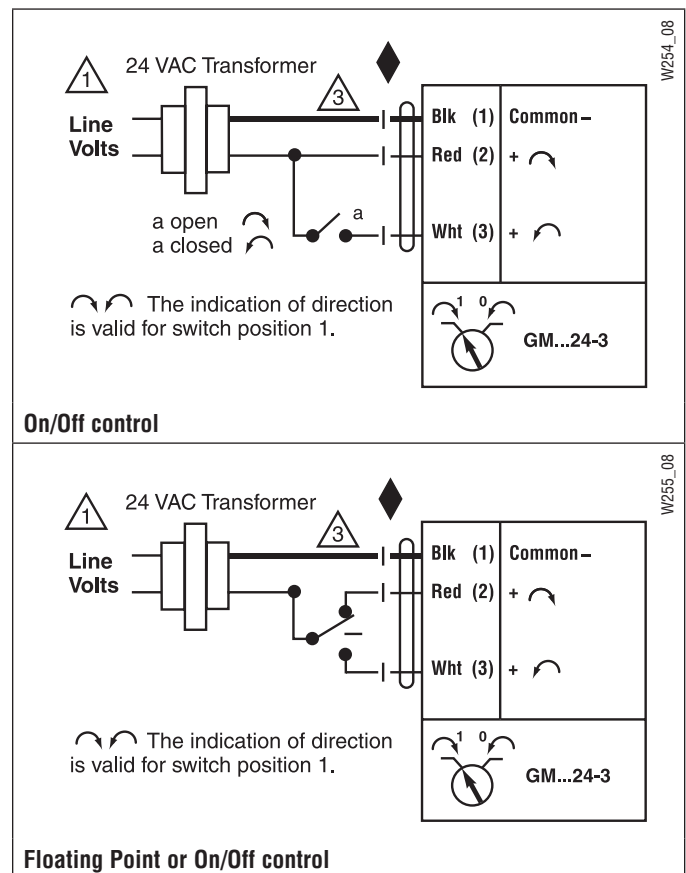 W254_08
1
24 VAC Transformer
3
Line
Volts
Blk (1) Common –
Red (2) +
a
Wht (3) +
a open
a closed
The indication of direction
is valid for switch position 1.
1 0
GM...24-3
On/Off control
W255_08
1
24 VAC Transformer
3
Line
Volts
Blk (1) Common –
Red (2) +
Wht (3) +
The indication of direction
is valid for switch position 1.
1 0
GM...24-3
Floating Point or On/Off control